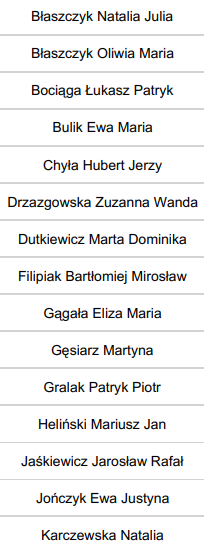 Błaszczyk Natalia Julia
Błaszczyk Oliwia Maria
Bociąga Łukasz Patryk
Bulik Ewa Maria
Chyła Hubert Jerzy
Drzazgowska Zuzanna Wanda
Dutkiewicz Marta Dominika
Filipiak Bartłomiej Mirosław
Gągała Eliza Maria
Gęsiarz Martyna
Gralak Patryk Piotr
Heliński Mariusz Jan
Jaśkiewicz Jarosław Rafał
Jończyk Ewa Justyna
Karczewska Natalia